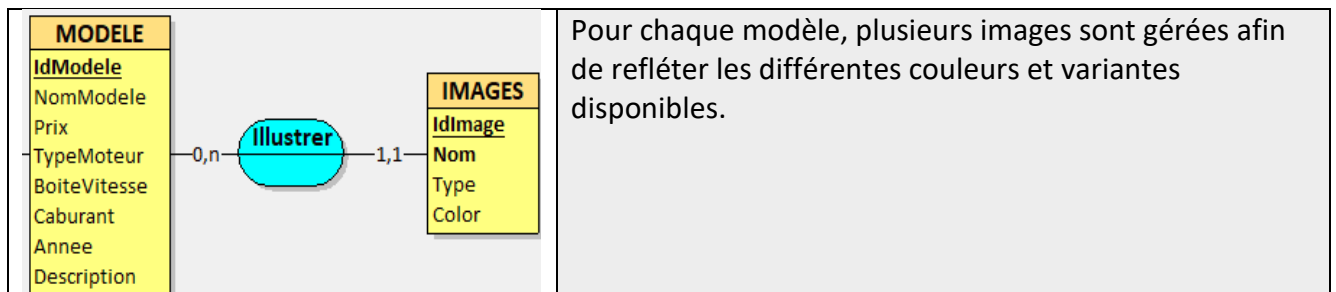 MODELE
IdModele
NomModele
Prix
TypeMoteur
BoiteVitesse
Caburant
Annee
Description
0,n
Illustrer
1,1
IMAGES
IdImage
Nom
Type
Color
Pour chaque modèle, plusieurs images sont gérées afin
de refléter les différentes couleurs et variantes
disponibles.